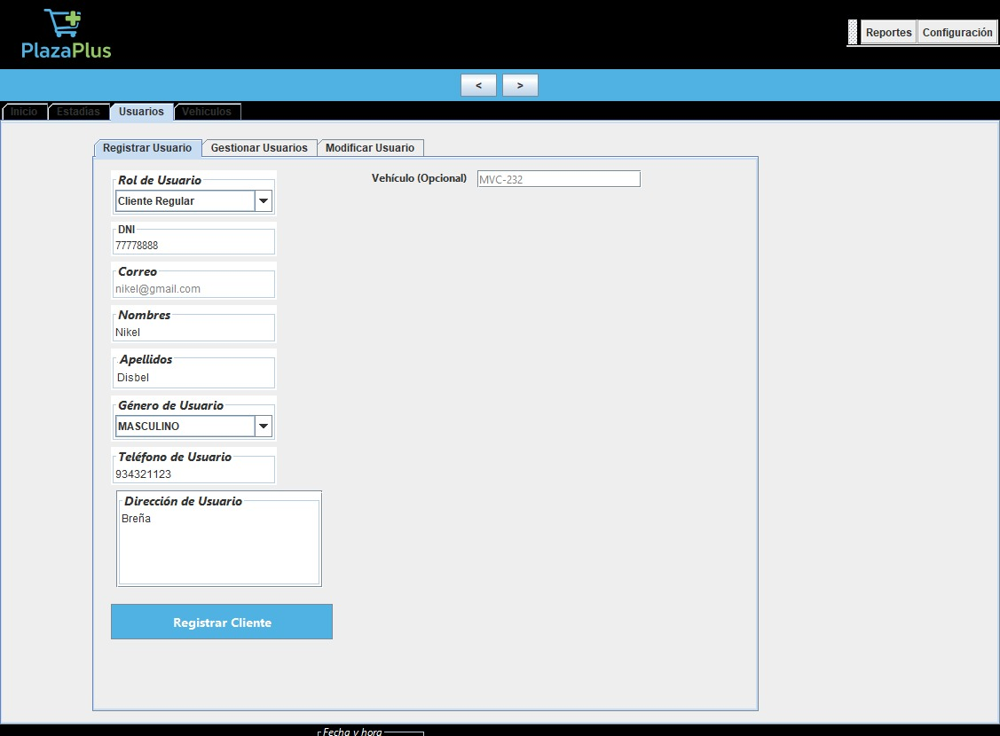 PlazaPlus
Reportes Configuración
< >
Inicio Estadias Usuarios Vehiculos
Registrar Usuario Gestionar Usuarios Modificar Usuario
Rol de Usuario
Cliente Regular
Vehículo (Opcional) MVC-232
DNI
77778888
Correo
nikel@gmail.com
Nombres
Nikel
Apellidos
Disbel
Género de Usuario
MASCULINO
Teléfono de Usuario
934321123
Dirección de Usuario
Breña
Registrar Cliente
Fecha y hora